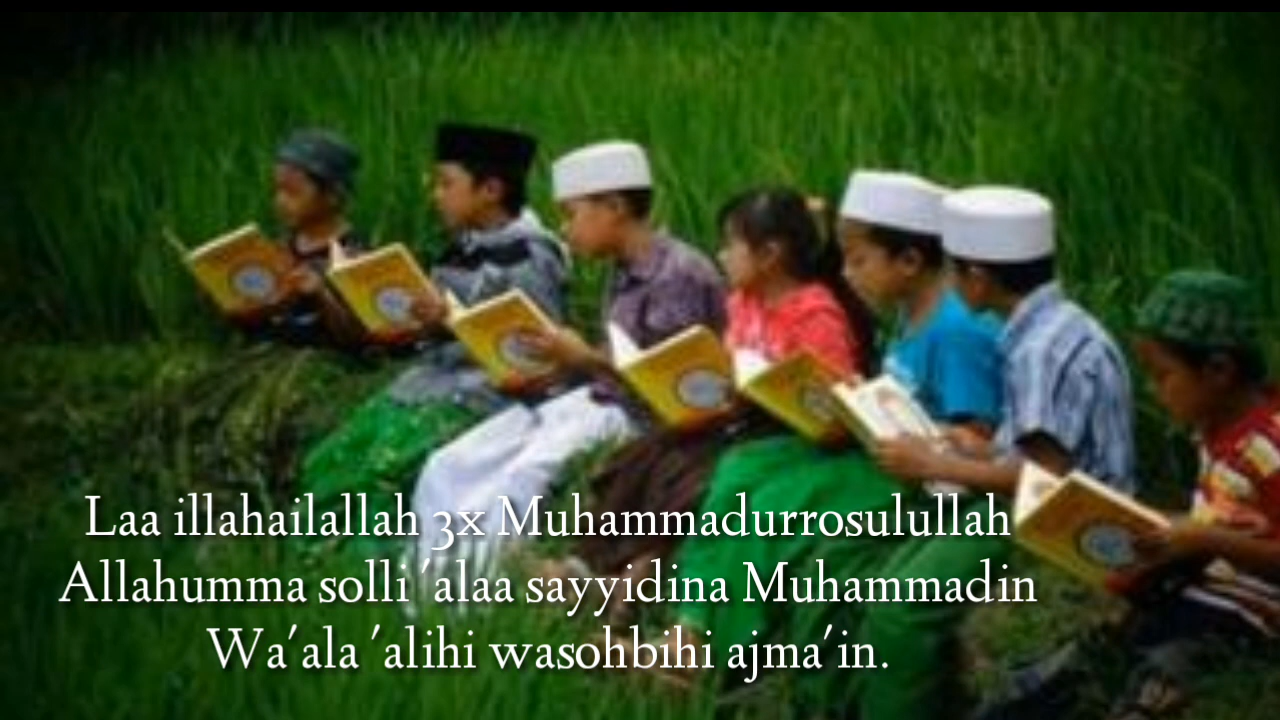 Laa illahailallah 3x Muhammadurrosulullah
Allahumma solli 'alaa sayyidina Muhammadin
Wa'ala 'alihi wasohbihi ajma'in.